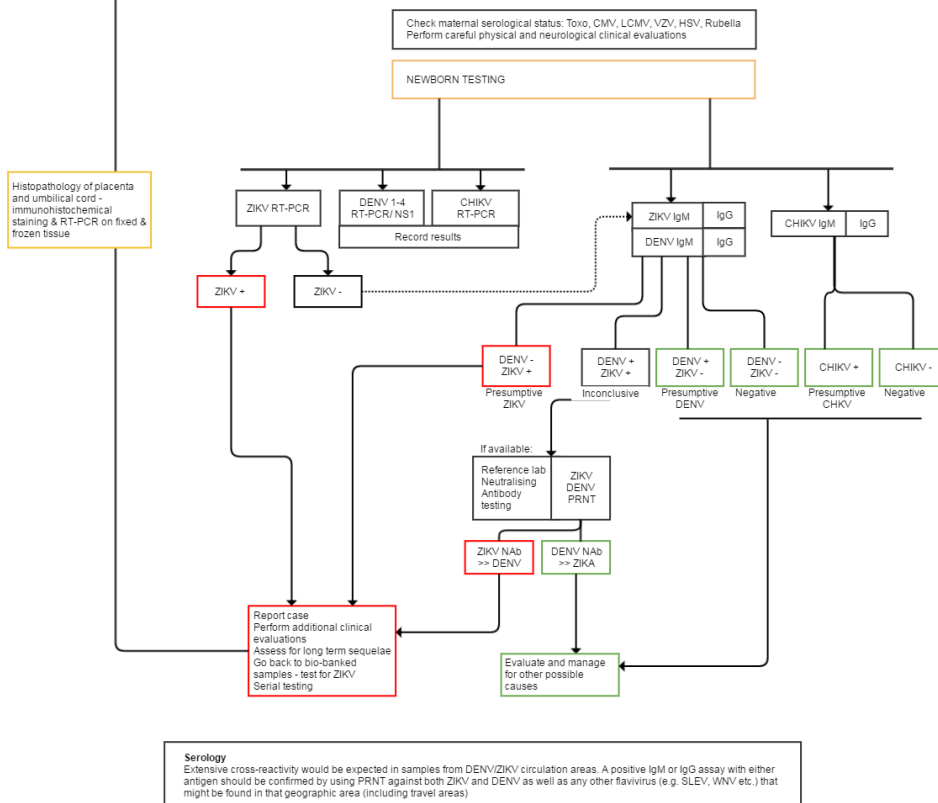 Check maternal serological status: Toxo, CMV, LCMV, VZV, HSV, Rubella
Perform careful physical and neurological clinical evaluations
NEWBORN TESTING
Histopathology of placenta
and umbilical cord -
immunohistochemical
staining & RT-PCR on fixed &
frozen tissue
ZIKV RT-PCR
DENV 1-4
RT-PCR/ NS1
CHIKV
RT-PCR
Record results
ZIKV IgM
IgG
DENV IgM
IgG
CHIKV IgM
IgG
ZIKV +
ZIKV -
DENV -
ZIKV +
Presumptive
ZIKV
DENV +
ZIKV +
Inconclusive
DENV +
ZIKV -
Presumptive
DENV
DENV -
ZIKV -
Negative
CHIKV +
Presumptive
CHKV
CHIKV -
Negative
If available:
Reference lab
Neutralising
Antibody
testing
ZIKV
DENV
PRNT
ZIKV NAb
>> DENV
DENV NAb
>> ZIKA
Report case
Perform additional clinical
evaluations
Assess for long term sequelae
Go back to bio-banked
samples - test for ZIKV
Serial testing
Evaluate and manage
for other possible
causes
Serology
Extensive cross-reactivity would be expected in samples from DENV/ZIKV circulation areas. A positive IgM or IgG assay with either
antigen should be confirmed by using PRNT against both ZIKV and DENV as well as any other flavivirus (e.g. SLEV, WNV etc.) that
might be found in that geographic area (including travel areas)